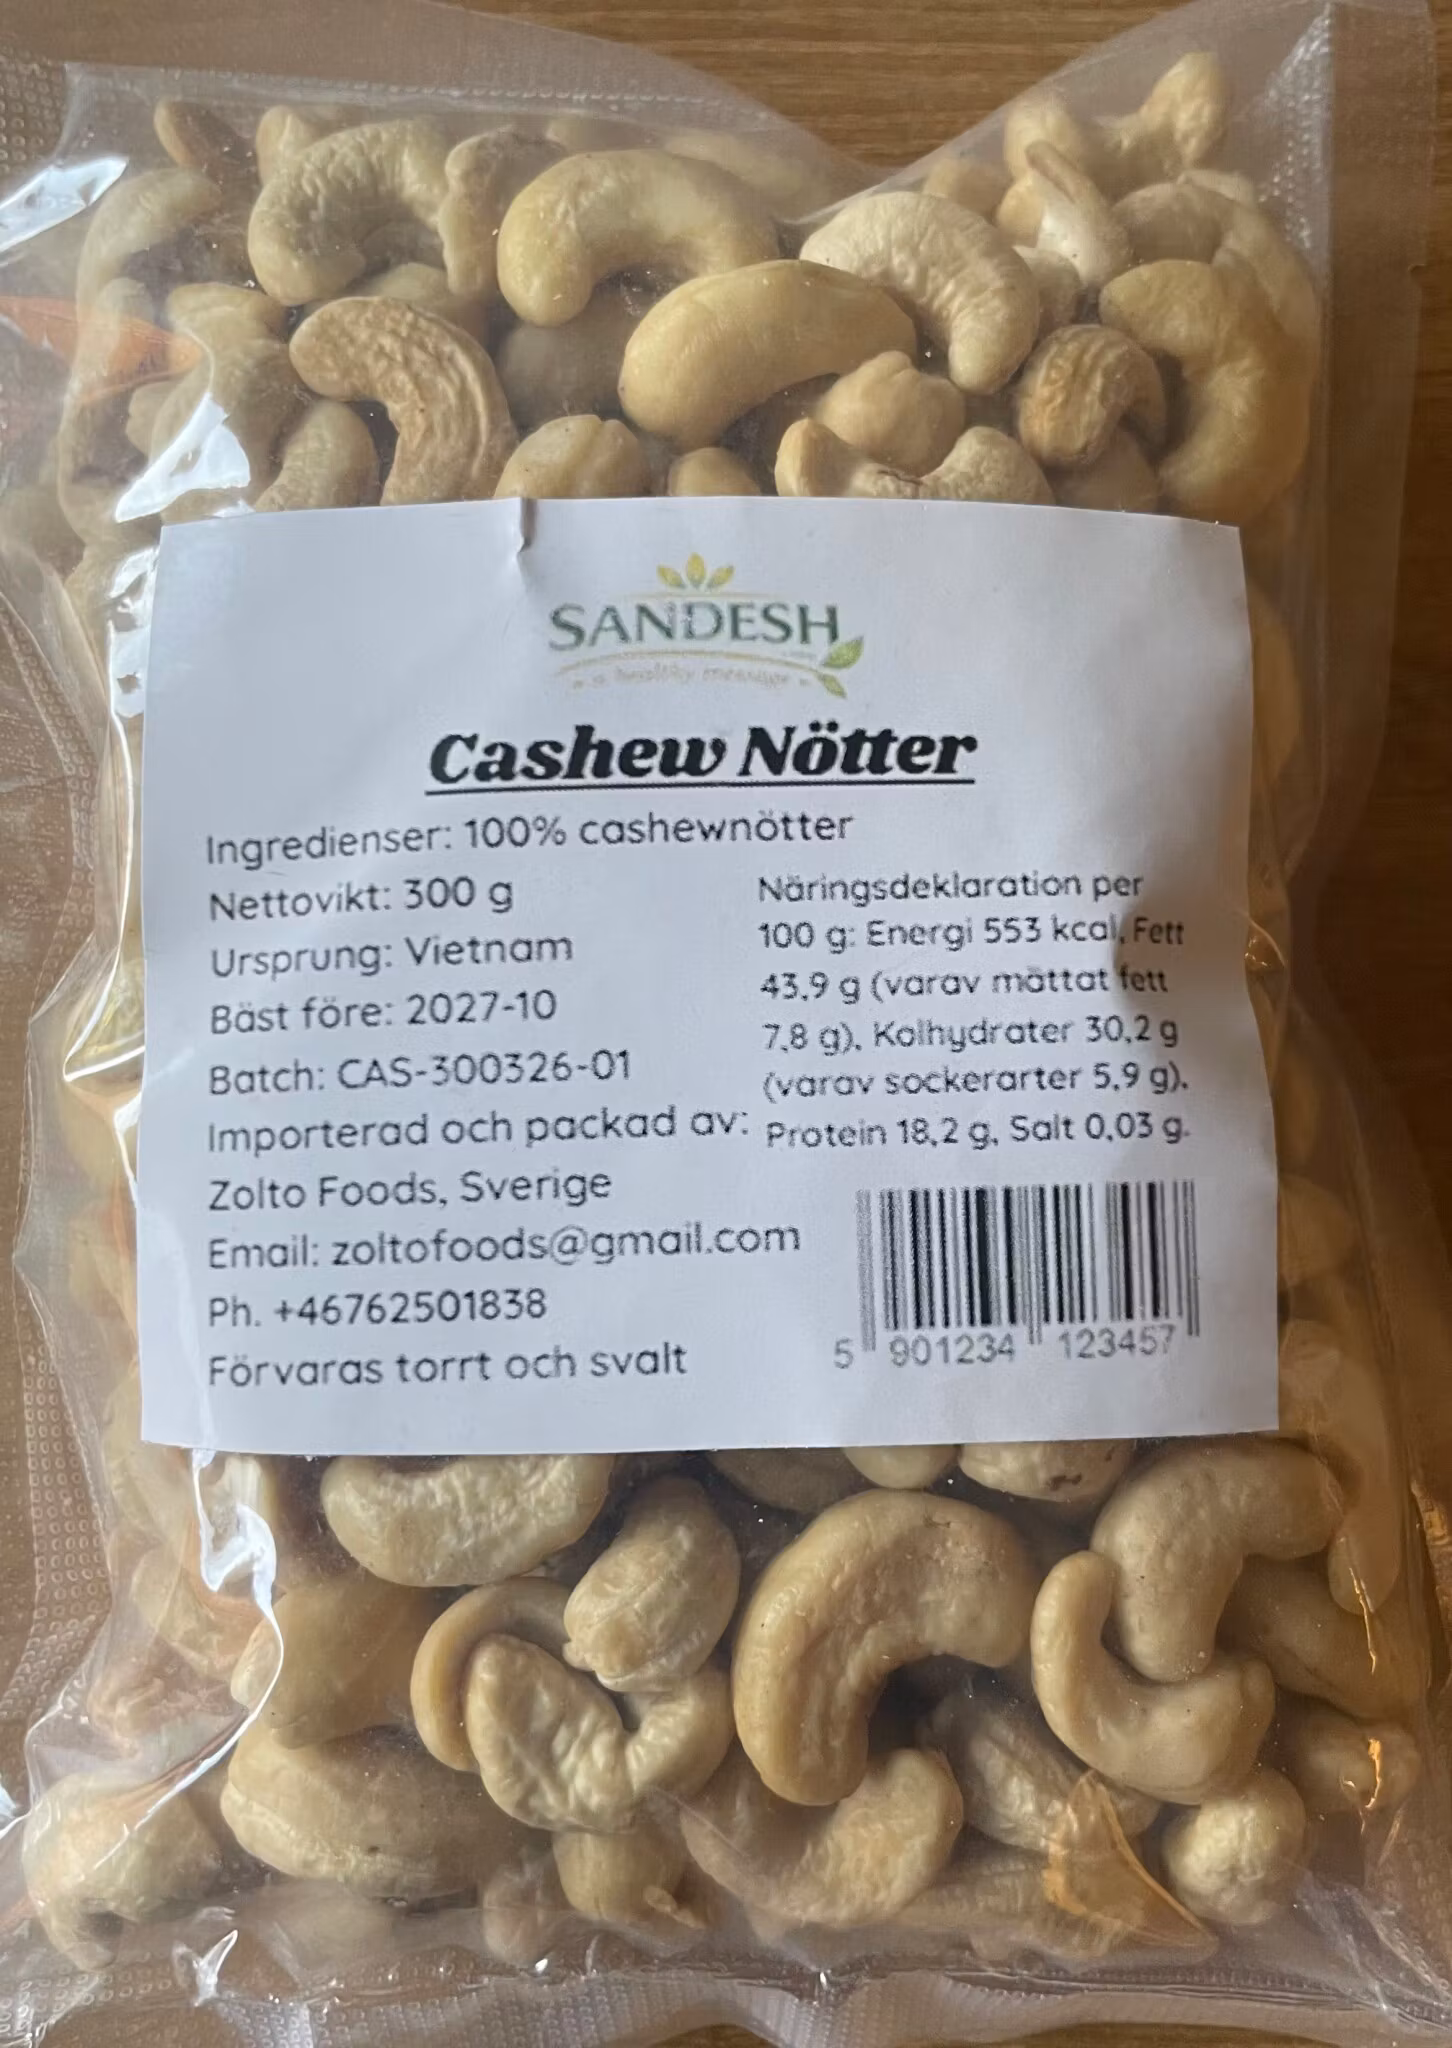 SANDESH
healthy message
Cashew Nötter
Ingredienser: 100% cashewnötter
Nettovikt: 300 g
Ursprung: Vietnam
Bäst före: 2027-10
Batch: CAS-300326-01
Importerad och packad av:
Zolto Foods, Sverige
Email: zoltofoods@gmail.com
Ph. +46762501838
Förvaras torrt och svalt
Näringsdeklaration per
100 g: Energi 553 kcal, Fett
43,9 g (varav mättat fett
7,8 g), Kolhydrater 30,2 g
(varav sockerarter 5,9 g),
Protein 18,2 g, Salt 0,03 g.
5 901234 123457